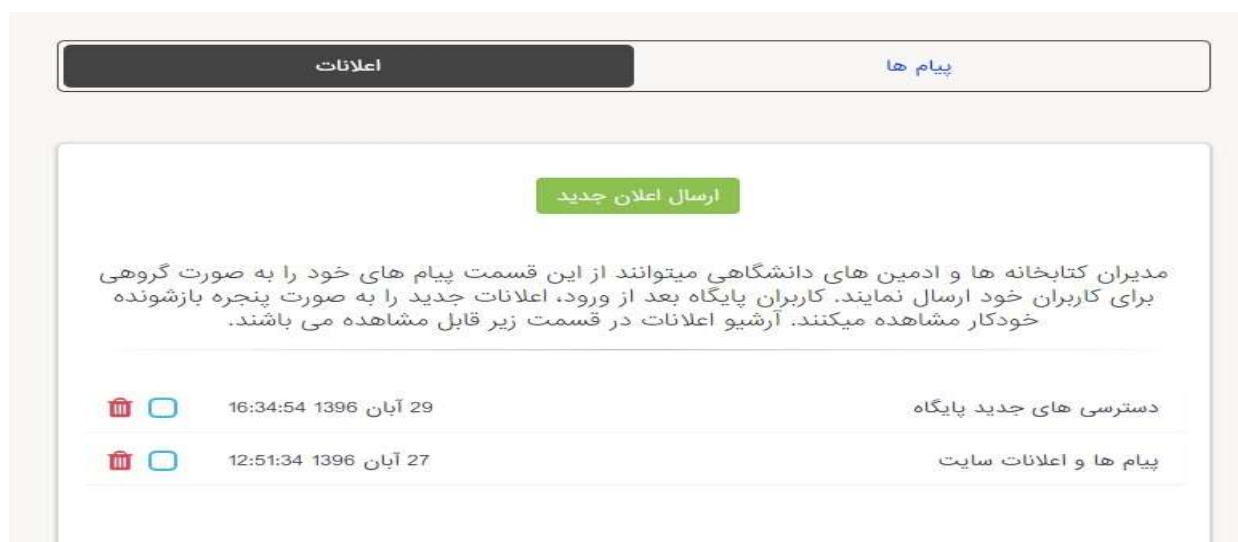 پیام ها
اعلانات
ارسال اعلان جدید
مدیران کتابخانه ها و ادمین های دانشگاهی میتوانند از این قسمت پیام های خود را به صورت گروهی
برای کاربران خود ارسال نمایند. کاربران پایگاه بعد از ورود، اعلانات جدید را به صورت پنجره بازشونده
خودکار مشاهده میکنند. آرشیو اعلانات در قسمت زیر قابل مشاهده می باشند.
دسترسی های جدید پایگاه 29 آبان 1396 16:34:54
پیام ها و اعلانات سایت 27 آبان 1396 12:51:34